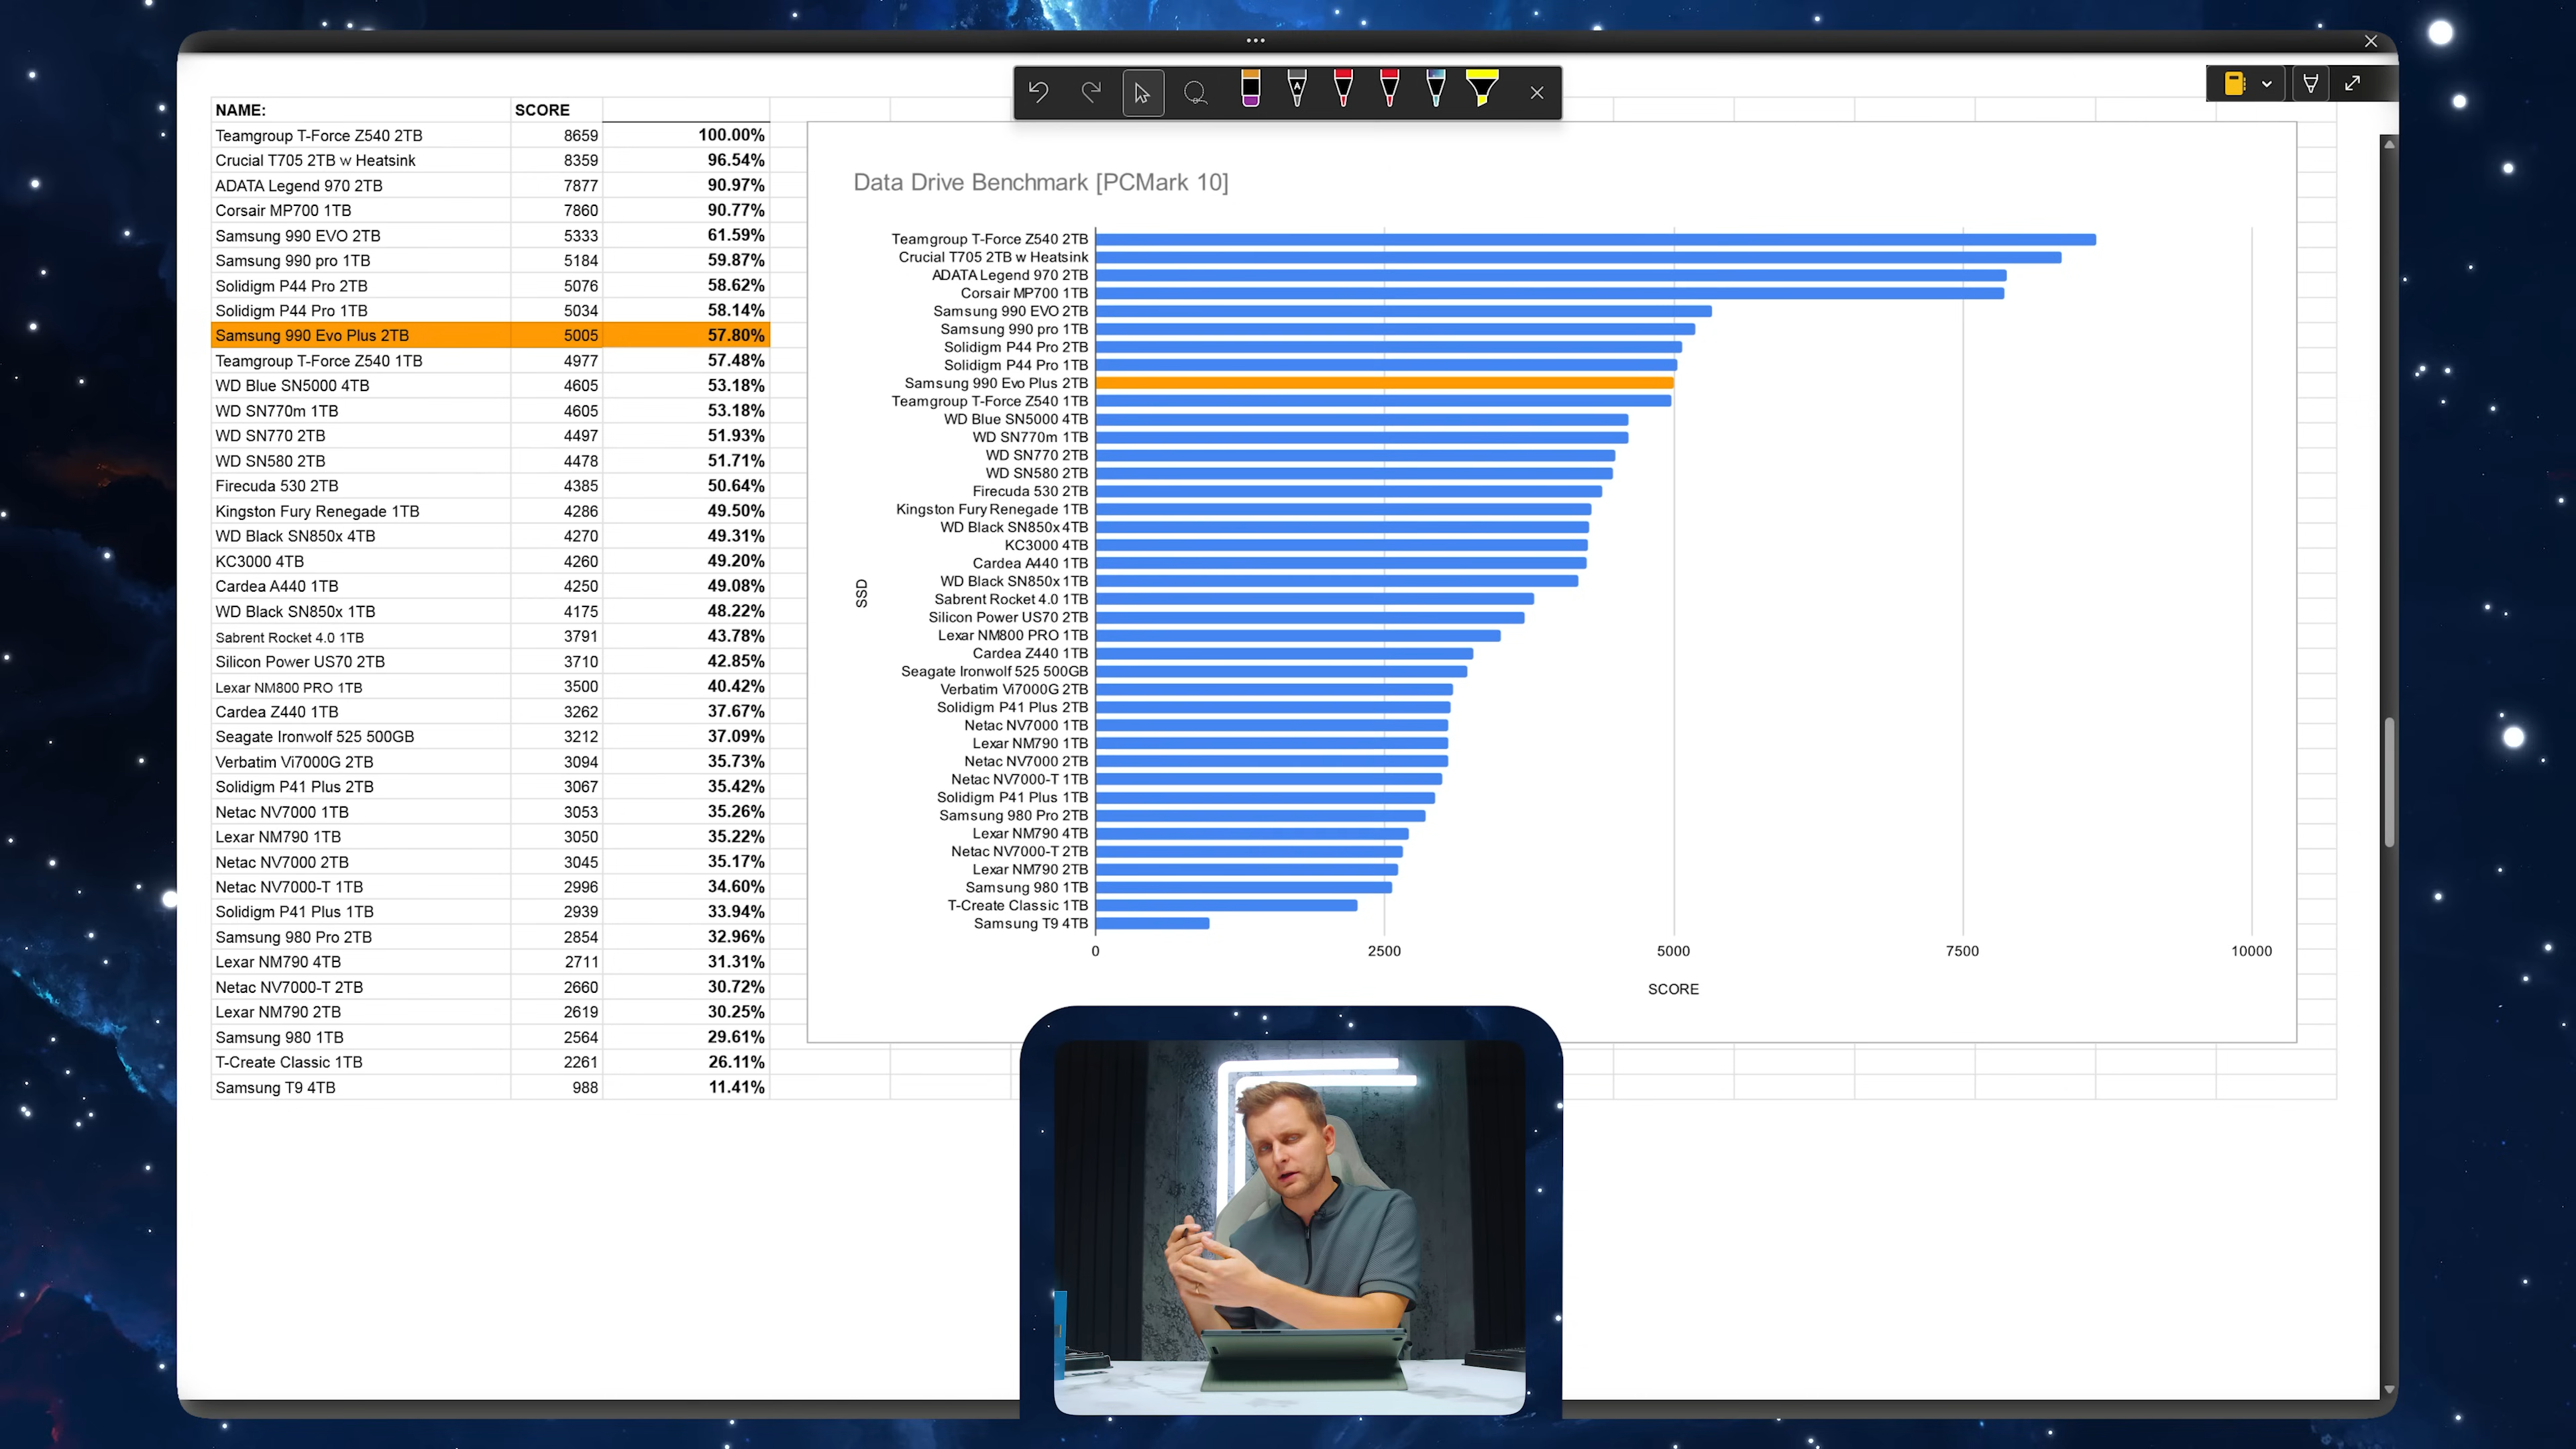 NAME: SCORE
Teamgroup T-Force Z540 2TB 8659 100.00%
Crucial T705 2TB w Heatsink 8359 96.54%
ADATA Legend 970 2TB 7877 90.97%
Corsair MP700 1TB 7860 90.77%
Samsung 990 EVO 2TB 5333 61.59%
Samsung 990 pro 1TB 5184 59.87%
Solidigm P44 Pro 2TB 5076 58.62%
Solidigm P44 Pro 1TB 5034 58.14%
Samsung 990 Evo Plus 2TB 5005 57.80%
Teamgroup T-Force Z540 1TB 4977 57.48%
WD Blue SN5000 4TB 4605 53.18%
WD SN770m 1TB 4605 53.18%
WD SN770 2TB 4497 51.93%
WD SN580 2TB 4478 51.71%
Firecuda 530 2TB 4385 50.64%
Kingston Fury Renegade 1TB 4286 49.50%
WD Black SN850x 4TB 4270 49.31%
KC3000 4TB 4260 49.20%
Cardea A440 1TB 4250 49.08%
WD Black SN850x 1TB 4175 48.22%
Sabrent Rocket 4.0 1TB 3791 43.78%
Silicon Power US70 2TB 3710 42.85%
Lexar NM800 PRO 1TB 3500 40.42%
Cardea Z440 1TB 3262 37.67%
Seagate Ironwolf 525 500GB 3212 37.09%
Verbatim Vi7000G 2TB 3094 35.73%
Solidigm P41 Plus 2TB 3067 35.42%
Netac NV7000 1TB 3053 35.26%
Lexar NM790 1TB 3050 35.22%
Netac NV7000 2TB 3045 35.17%
Netac NV7000-T 1TB 2996 34.60%
Solidigm P41 Plus 1TB 2939 33.94%
Samsung 980 Pro 2TB 2854 32.96%
Lexar NM790 4TB 2711 31.31%
Netac NV7000-T 2TB 2660 30.72%
Lexar NM790 2TB 2619 30.25%
Samsung 980 1TB 2564 29.61%
T-Create Classic 1TB 2261 26.11%
Samsung T9 4TB 988 11.41%
Data Drive Benchmark [PCMark 10]
SSD
Teamgroup T-Force Z540 2TB
Crucial T705 2TB w Heatsink
ADATA Legend 970 2TB
Corsair MP700 1TB
Samsung 990 EVO 2TB
Samsung 990 pro 1TB
Solidigm P44 Pro 2TB
Solidigm P44 Pro 1TB
Samsung 990 Evo Plus 2TB
Teamgroup T-Force Z540 1TB
WD Blue SN5000 4TB
WD SN770m 1TB
WD SN770 2TB
WD SN580 2TB
Firecuda 530 2TB
Kingston Fury Renegade 1TB
WD Black SN850x 4TB
KC3000 4TB
Cardea A440 1TB
WD Black SN850x 1TB
Sabrent Rocket 4.0 1TB
Silicon Power US70 2TB
Lexar NM800 PRO 1TB
Cardea Z440 1TB
Seagate Ironwolf 525 500GB
Verbatim Vi7000G 2TB
Solidigm P41 Plus 2TB
Netac NV7000 1TB
Lexar NM790 1TB
Netac NV7000 2TB
Netac NV7000-T 1TB
Solidigm P41 Plus 1TB
Samsung 980 Pro 2TB
Lexar NM790 4TB
Netac NV7000-T 2TB
Lexar NM790 2TB
Samsung 980 1TB
T-Create Classic 1TB
Samsung T9 4TB
0 2500 5000 7500 10000
SCORE